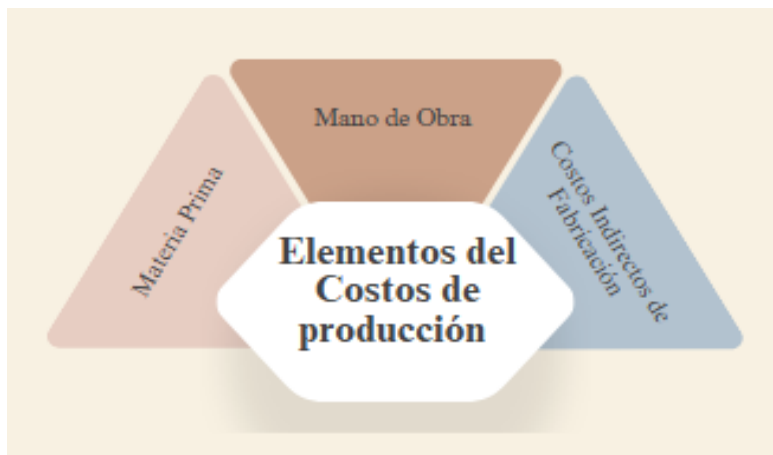 Mano de Obra
Materia Prima
Costos Indirectos de
Fabricación
Elementos del
Costos de
producción